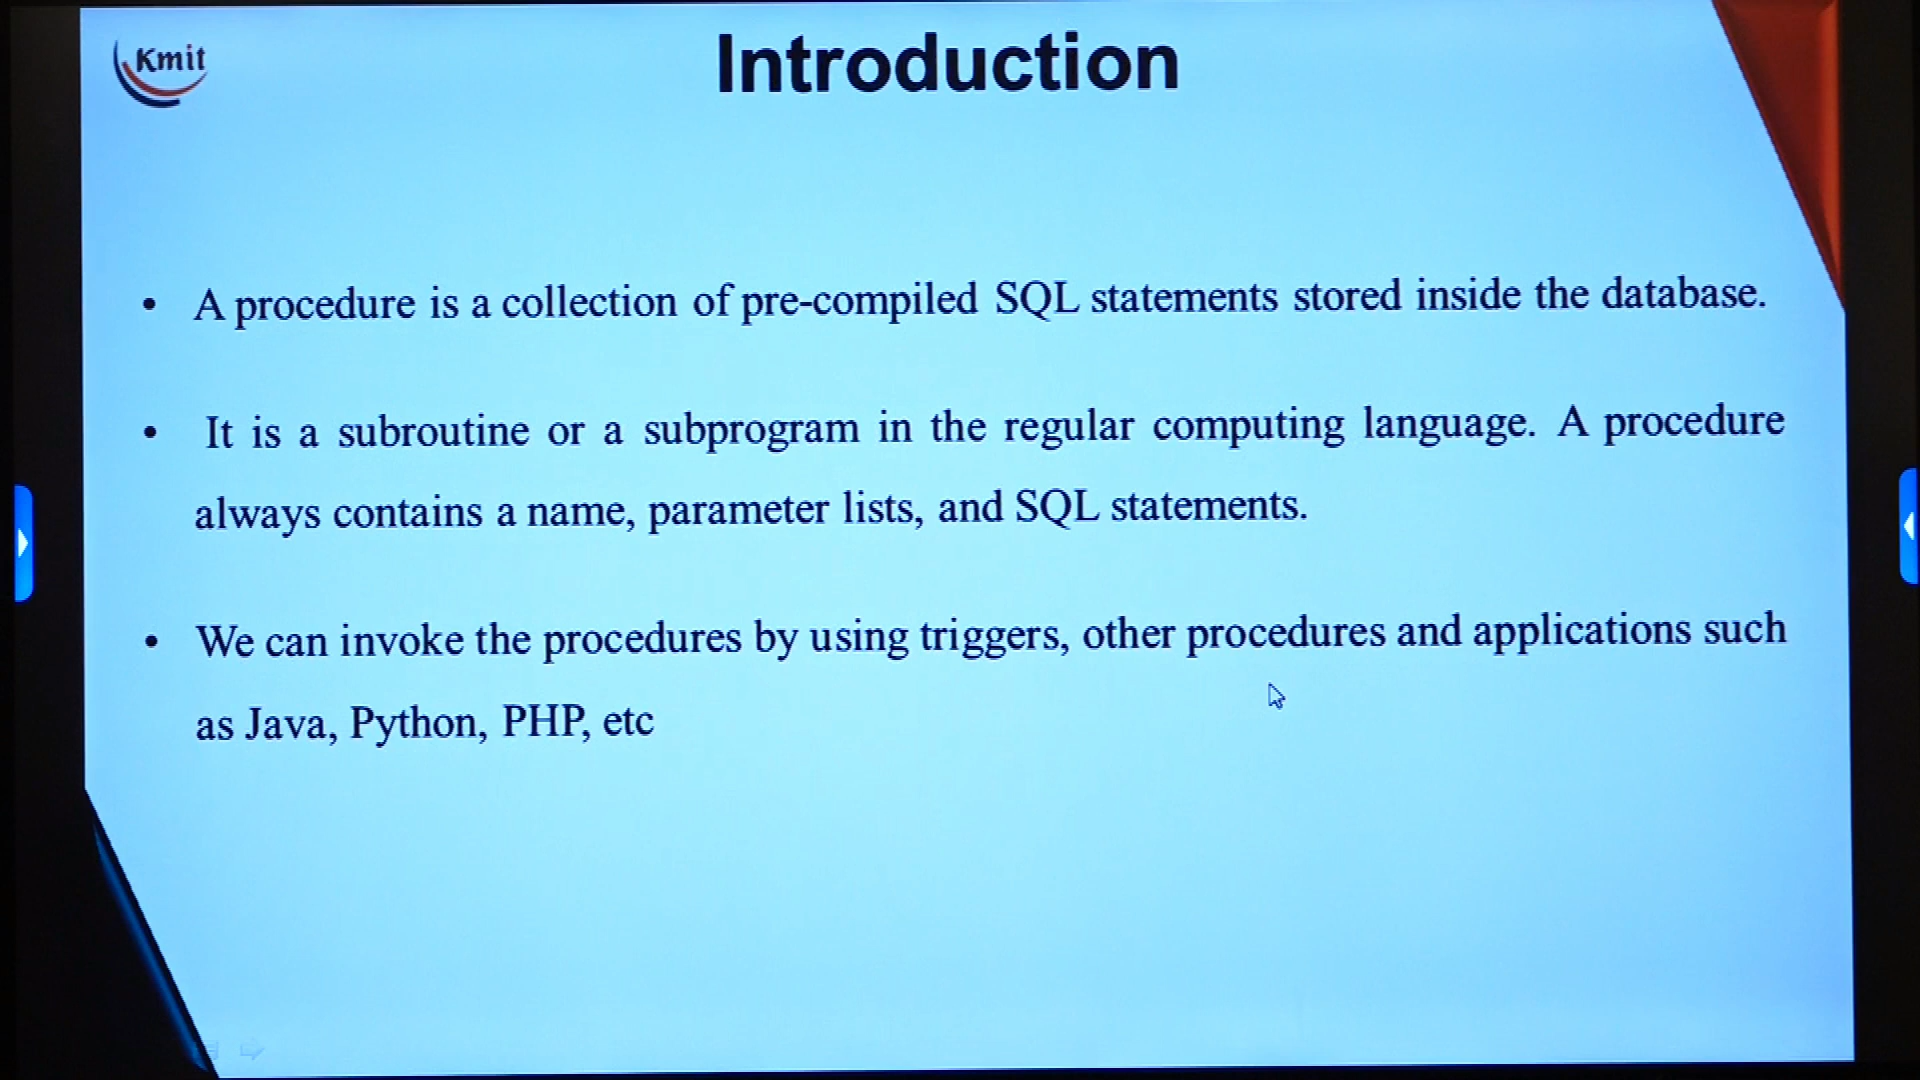 Kmit
Introduction
• A procedure is a collection of pre-compiled SQL statements stored inside the database.
• It is a subroutine or a subprogram in the regular computing language. A procedure
always contains a name, parameter lists, and SQL statements.
• We can invoke the procedures by using triggers, other procedures and applications such
as Java, Python, PHP, etc